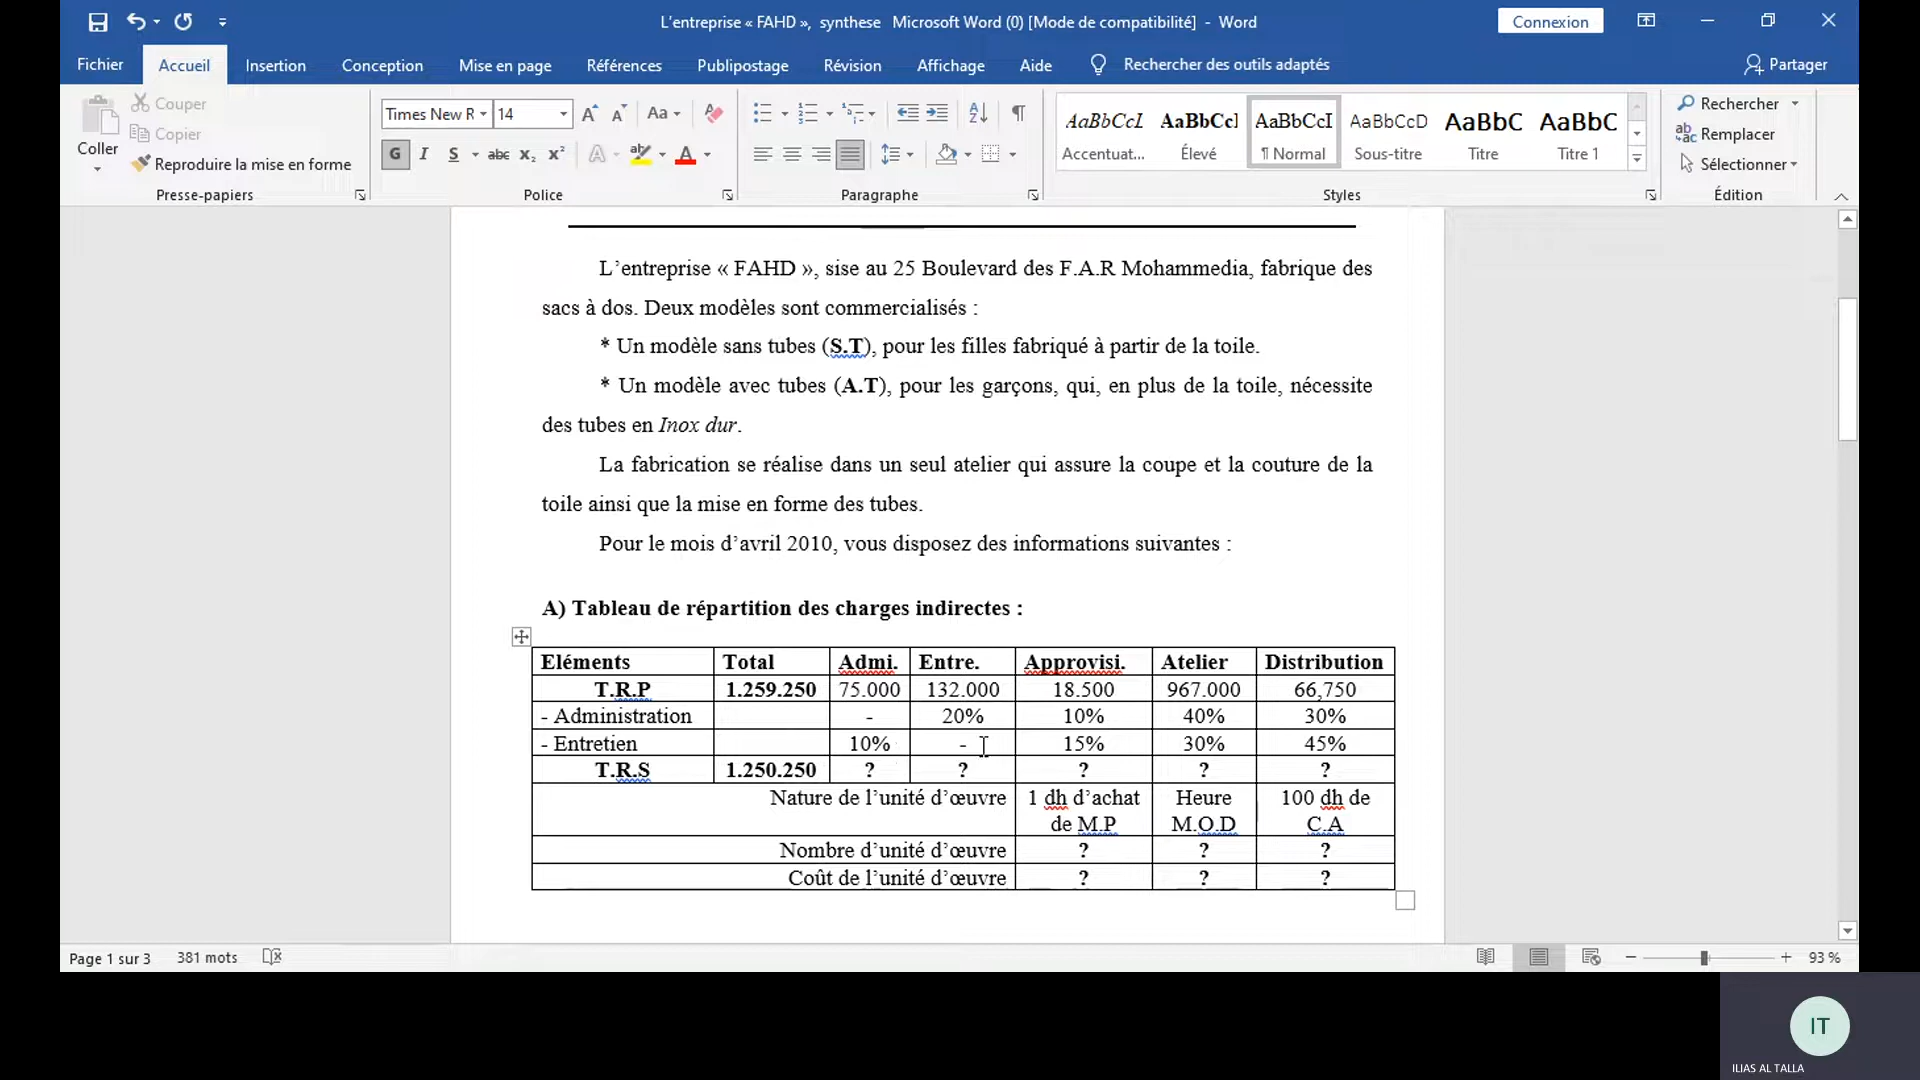 L'entreprise « FAHD », synthese Microsoft Word (0) [Mode de compatibilité] - Word
Connexion
Fichier Accueil Insertion Conception Mise en page Références Publipostage Révision Affichage Aide Rechercher des outils adaptés Partager
Coller
Couper
Copier
Reproduire la mise en forme
Presse-papiers
Times New R 14
Aa
G I S abc x₂ x² A A
Police
Paragraphe
AaBbCcI Accentuat...
AaBbCcI Élevé
AaBbCcI ¶ Normal
AaBbCcD Sous-titre
AaBbC Titre
AaBbC Titre 1
Styles
Rechercher
Remplacer
Sélectionner
Édition
L'entreprise « FAHD », sise au 25 Boulevard des F.A.R Mohammedia, fabrique des
sacs à dos. Deux modèles sont commercialisés :
* Un modèle sans tubes (S.T), pour les filles fabriqué à partir de la toile.
* Un modèle avec tubes (A.T), pour les garçons, qui, en plus de la toile, nécessite
des tubes en Inox dur.
La fabrication se réalise dans un seul atelier qui assure la coupe et la couture de la
toile ainsi que la mise en forme des tubes.
Pour le mois d'avril 2010, vous disposez des informations suivantes :
A) Tableau de répartition des charges indirectes :
Eléments Total Admi. Entre. Approvisi. Atelier Distribution
T.R.P 1.259.250 75.000 132.000 18.500 967.000 66,750
- Administration - 20% 10% 40% 30%
- Entretien 10% - 15% 30% 45%
T.R.S 1.250.250 ? ? ? ? ?
Nature de l'unité d'œuvre 1 dh d'achat de M.P Heure M.O.D 100 dh de C.A
Nombre d'unité d'œuvre ? ? ?
Coût de l'unité d'œuvre ? ? ?
Page 1 sur 3 381 mots 93 %
IT
ILIAS AL TALLA